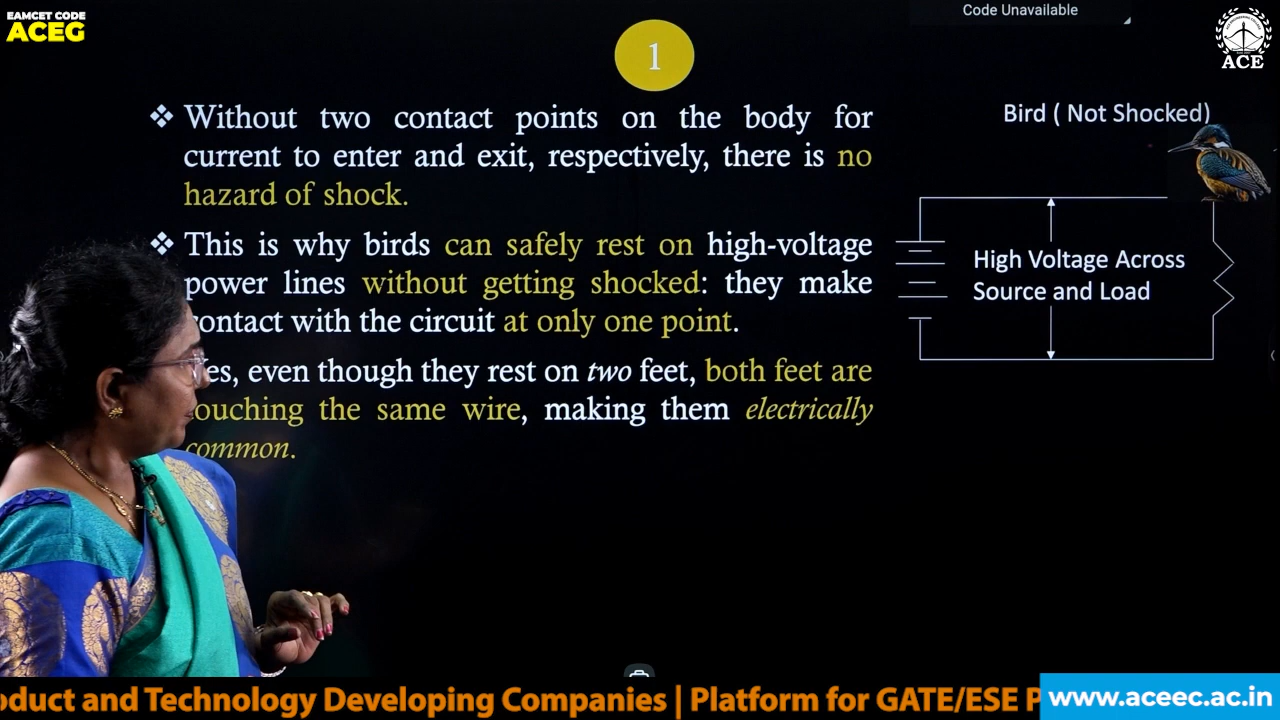 EAMCET CODE
ACEG
Code Unavailable
ACE
1
❖ Without two contact points on the body for
current to enter and exit, respectively, there is no
hazard of shock.
❖ This is why birds can safely rest on high-voltage
power lines without getting shocked: they make
contact with the circuit at only one point.
even though they rest on two feet, both feet are
the same wire, making them electrically
common.
Bird ( Not Shocked)
High Voltage Across
Source and Load
oduct and Technology Developing Companies | Platform for GATE/ESE P
www.aceec.ac.in